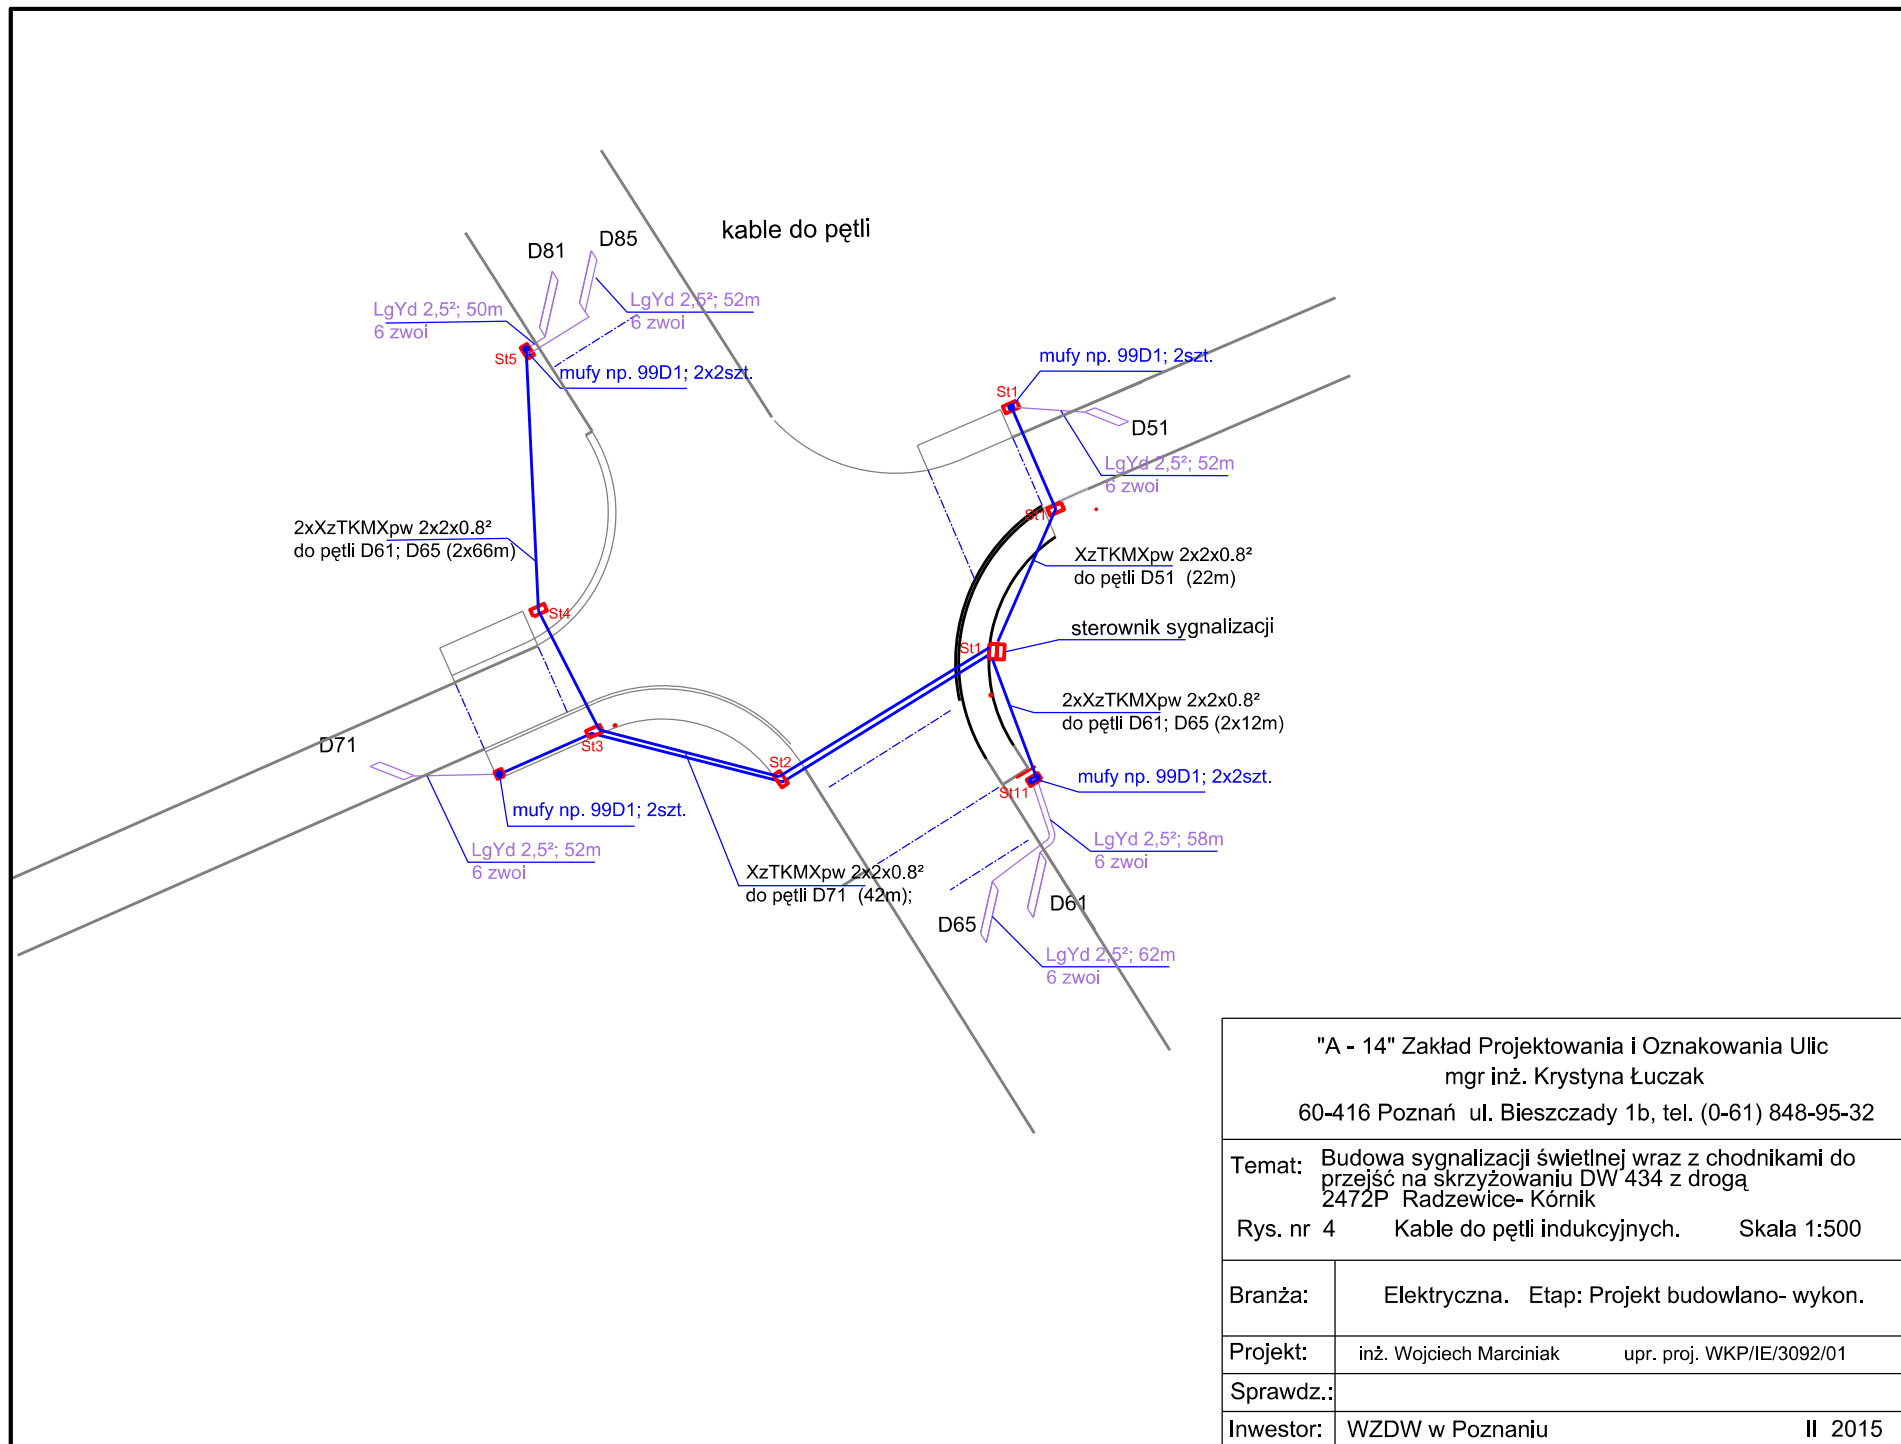 kable do pętli
D81
D85
LgYd 2,5²; 50m
6 zwoi
LgYd 2,5²; 52m
6 zwoi
St5
mufy np. 99D1; 2x2szt.
mufy np. 99D1; 2szt.
St1
D51
LgYd 2,5²; 52m
6 zwoi
St1
2xXzTKMXpw 2x2x0.8²
do pętli D61; D65 (2x66m)
XzTKMXpw 2x2x0.8²
do pętli D51 (22m)
St4
sterownik sygnalizacji
St1
2xXzTKMXpw 2x2x0.8²
do pętli D61; D65 (2x12m)
D71
St3
St2
mufy np. 99D1; 2x2szt.
St11
mufy np. 99D1; 2szt.
LgYd 2,5²; 52m
6 zwoi
LgYd 2,5²; 58m
6 zwoi
XzTKMXpw 2x2x0.8²
do pętli D71 (42m);
D65
D61
LgYd 2,5²; 62m
6 zwoi
"A - 14" Zakład Projektowania i Oznakowania Ulic
mgr inż. Krystyna Łuczak
60-416 Poznań ul. Bieszczady 1b, tel. (0-61) 848-95-32
Temat: Budowa sygnalizacji świetlnej wraz z chodnikami do
przejść na skrzyżowaniu DW 434 z drogą
2472P Radzewice- Kórnik
Rys. nr 4 Kable do pętli indukcyjnych. Skala 1:500
Branża: Elektryczna. Etap: Projekt budowlano- wykon.
Projekt: inż. Wojciech Marciniak upr. proj. WKP/IE/3092/01
Sprawdz.:
Inwestor: WZDW w Poznaniu II 2015